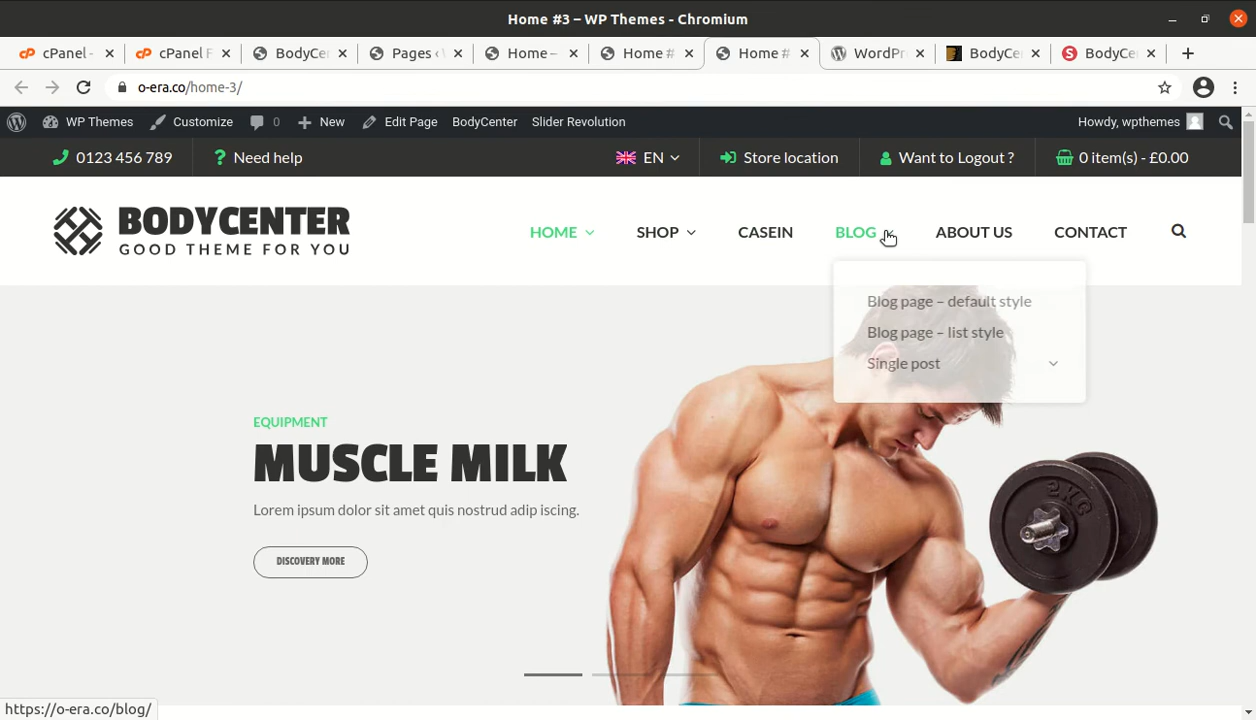 Home #3 – WP Themes - Chromium
cPanel -
cPanel F
BodyCen
Pages ‹ W
Home –
Home #
Home #
WordPre
BodyCe
BodyCe
o-era.co/home-3/
WP Themes
Customize
0
New
Edit Page
BodyCenter
Slider Revolution
Howdy, wpthemes
0123 456 789
Need help
EN
Store location
Want to Logout ?
0 item(s) - £0.00
BODYCENTER
GOOD THEME FOR YOU
HOME
SHOP
CASEIN
BLOG
ABOUT US
CONTACT
Blog page – default style
Blog page – list style
Single post
EQUIPMENT
MUSCLE MILK
Lorem ipsum dolor sit amet quis nostrud adip iscing.
DISCOVERY MORE
2KG
https://o-era.co/blog/